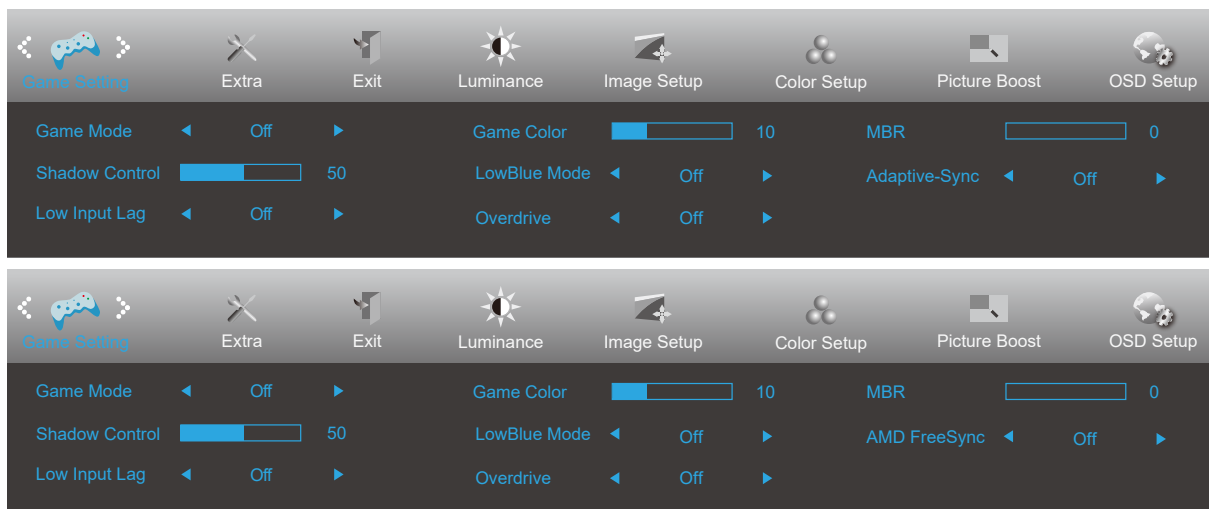 Game Setting Extra Exit Luminance Image Setup Color Setup Picture Boost OSD Setup
Game Mode Off Game Color 10 MBR 0
Shadow Control 50 LowBlue Mode Off Adaptive-Sync Off
Low Input Lag Off Overdrive Off
Game Setting Extra Exit Luminance Image Setup Color Setup Picture Boost OSD Setup
Game Mode Off Game Color 10 MBR 0
Shadow Control 50 LowBlue Mode Off AMD FreeSync Off
Low Input Lag Off Overdrive Off